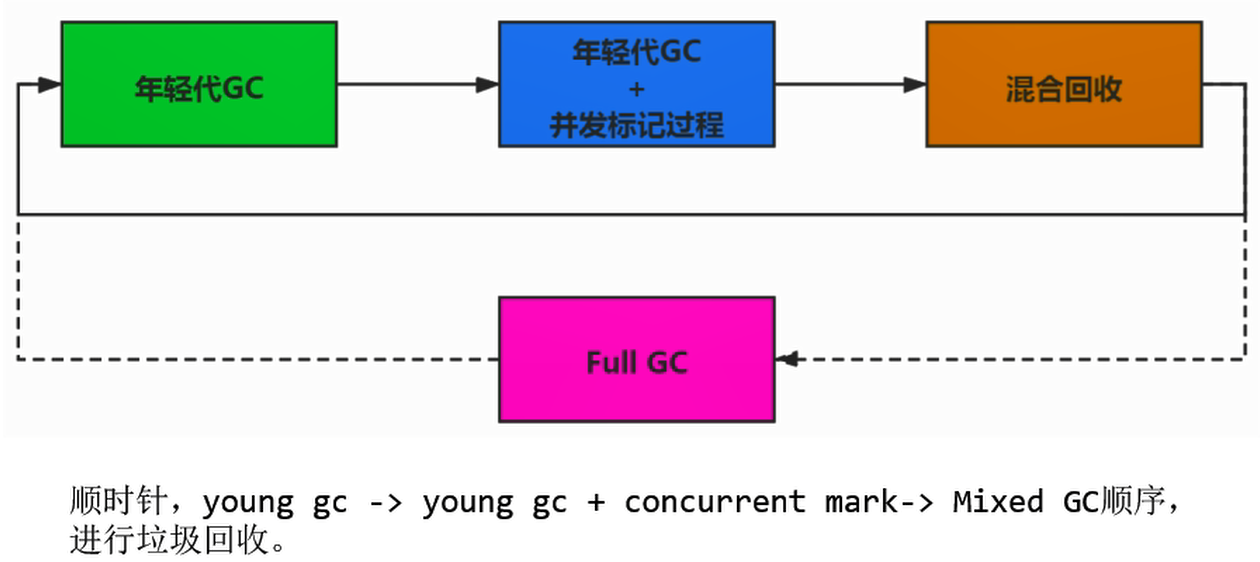 年轻代GC
年轻代GC
+
并发标记过程
混合回收
Full GC
顺时针，young gc -> young gc + concurrent mark-> Mixed GC顺序，
进行垃圾回收。